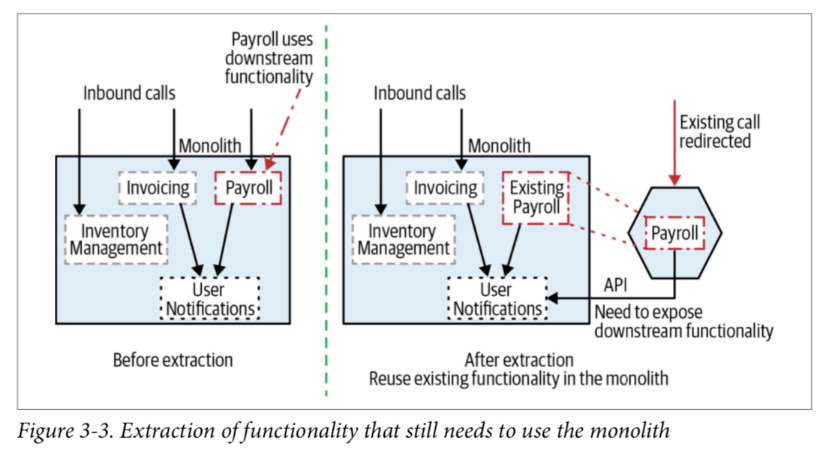 Payroll uses
downstream
functionality
Inbound calls
Monolith
Invoicing
Payroll
Inventory
Management
User
Notifications
Before extraction
Inbound calls
Monolith
Invoicing
Existing
Payroll
Inventory
Management
User
Notifications
Existing call
redirected
Payroll
API
Need to expose
downstream functionality
After extraction
Reuse existing functionality in the monolith
Figure 3-3. Extraction of functionality that still needs to use the monolith